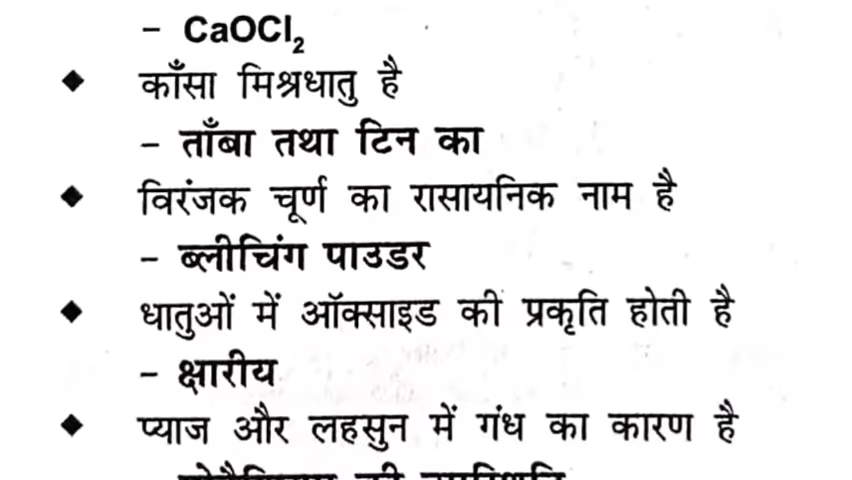 – CaOCl₂
◆ काँसा मिश्रधातु है
– ताँबा तथा टिन का
◆ विरंजक चूर्ण का रासायनिक नाम है
– ब्लीचिंग पाउडर
◆ धातुओं में ऑक्साइड की प्रकृति होती है
– क्षारीय
◆ प्याज और लहसुन में गंध का कारण है
की